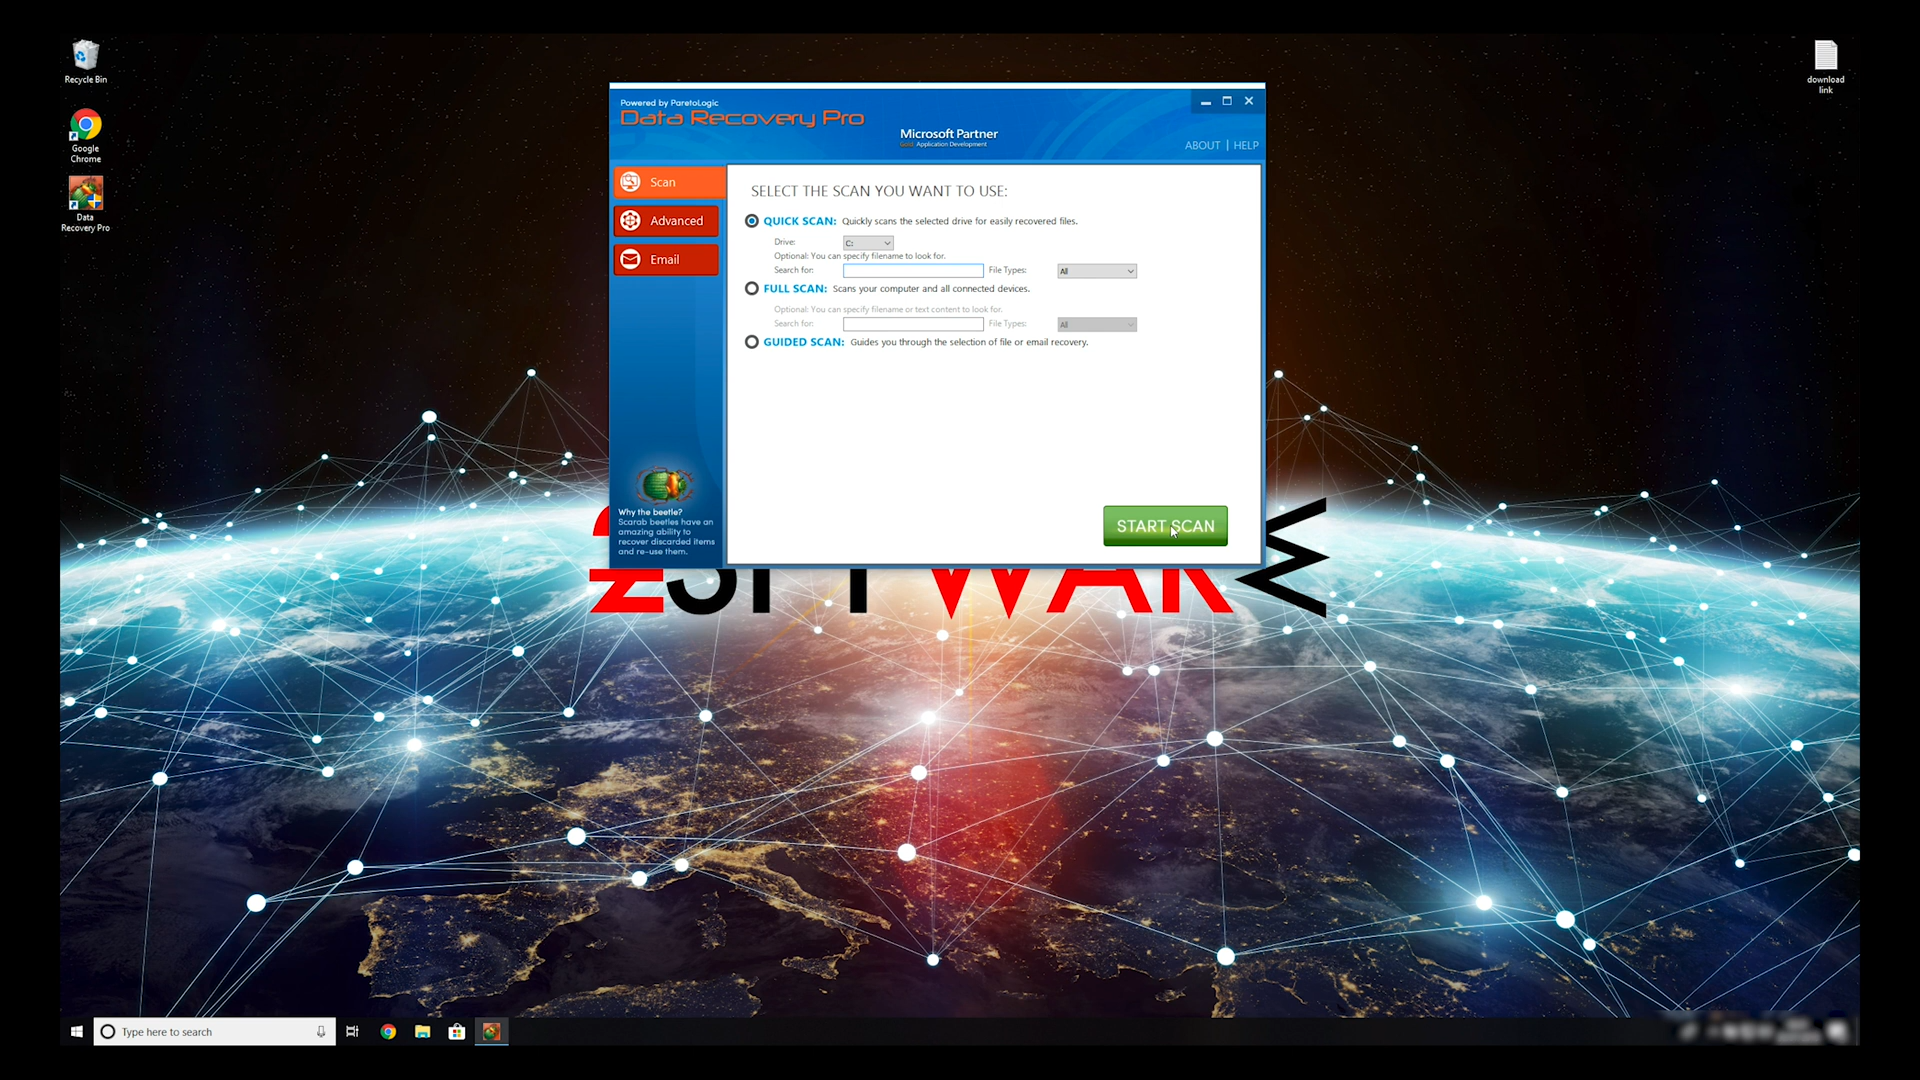 Recycle Bin
Google
Chrome
Data
Recovery Pro
download
link
Powered by ParetoLogic
Data Recovery Pro
Microsoft Partner
Gold Application Development
ABOUT | HELP
Scan
Advanced
Email
SELECT THE SCAN YOU WANT TO USE:
QUICK SCAN: Quickly scans the selected drive for easily recovered files.
Drive: C:
Optional: You can specify filename to look for.
Search for: File Types: All
FULL SCAN: Scans your computer and all connected devices.
Optional: You can specify filename or text content to look for.
Search for: File Types: All
GUIDED SCAN: Guides you through the selection of file or email recovery.
Why the beetle?
Scarab beetles have an
amazing ability to
recover discarded items
and re-use them.
START SCAN
Type here to search